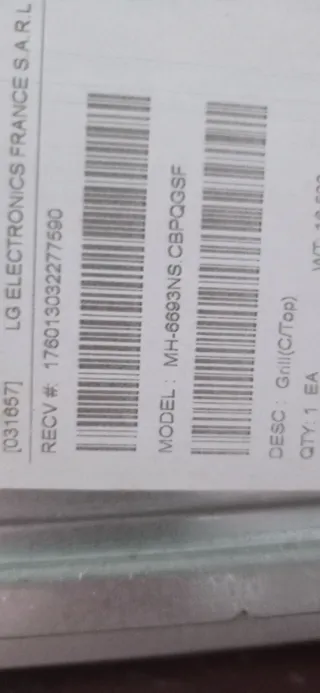 [031657] LG ELECTRONICS FRANCE S.A.R.L
RECV #: 176013032277590
MODEL : MH-6693NS.CBPQGSF
DESC : Grill(C/Top)
QTY: 1 EA